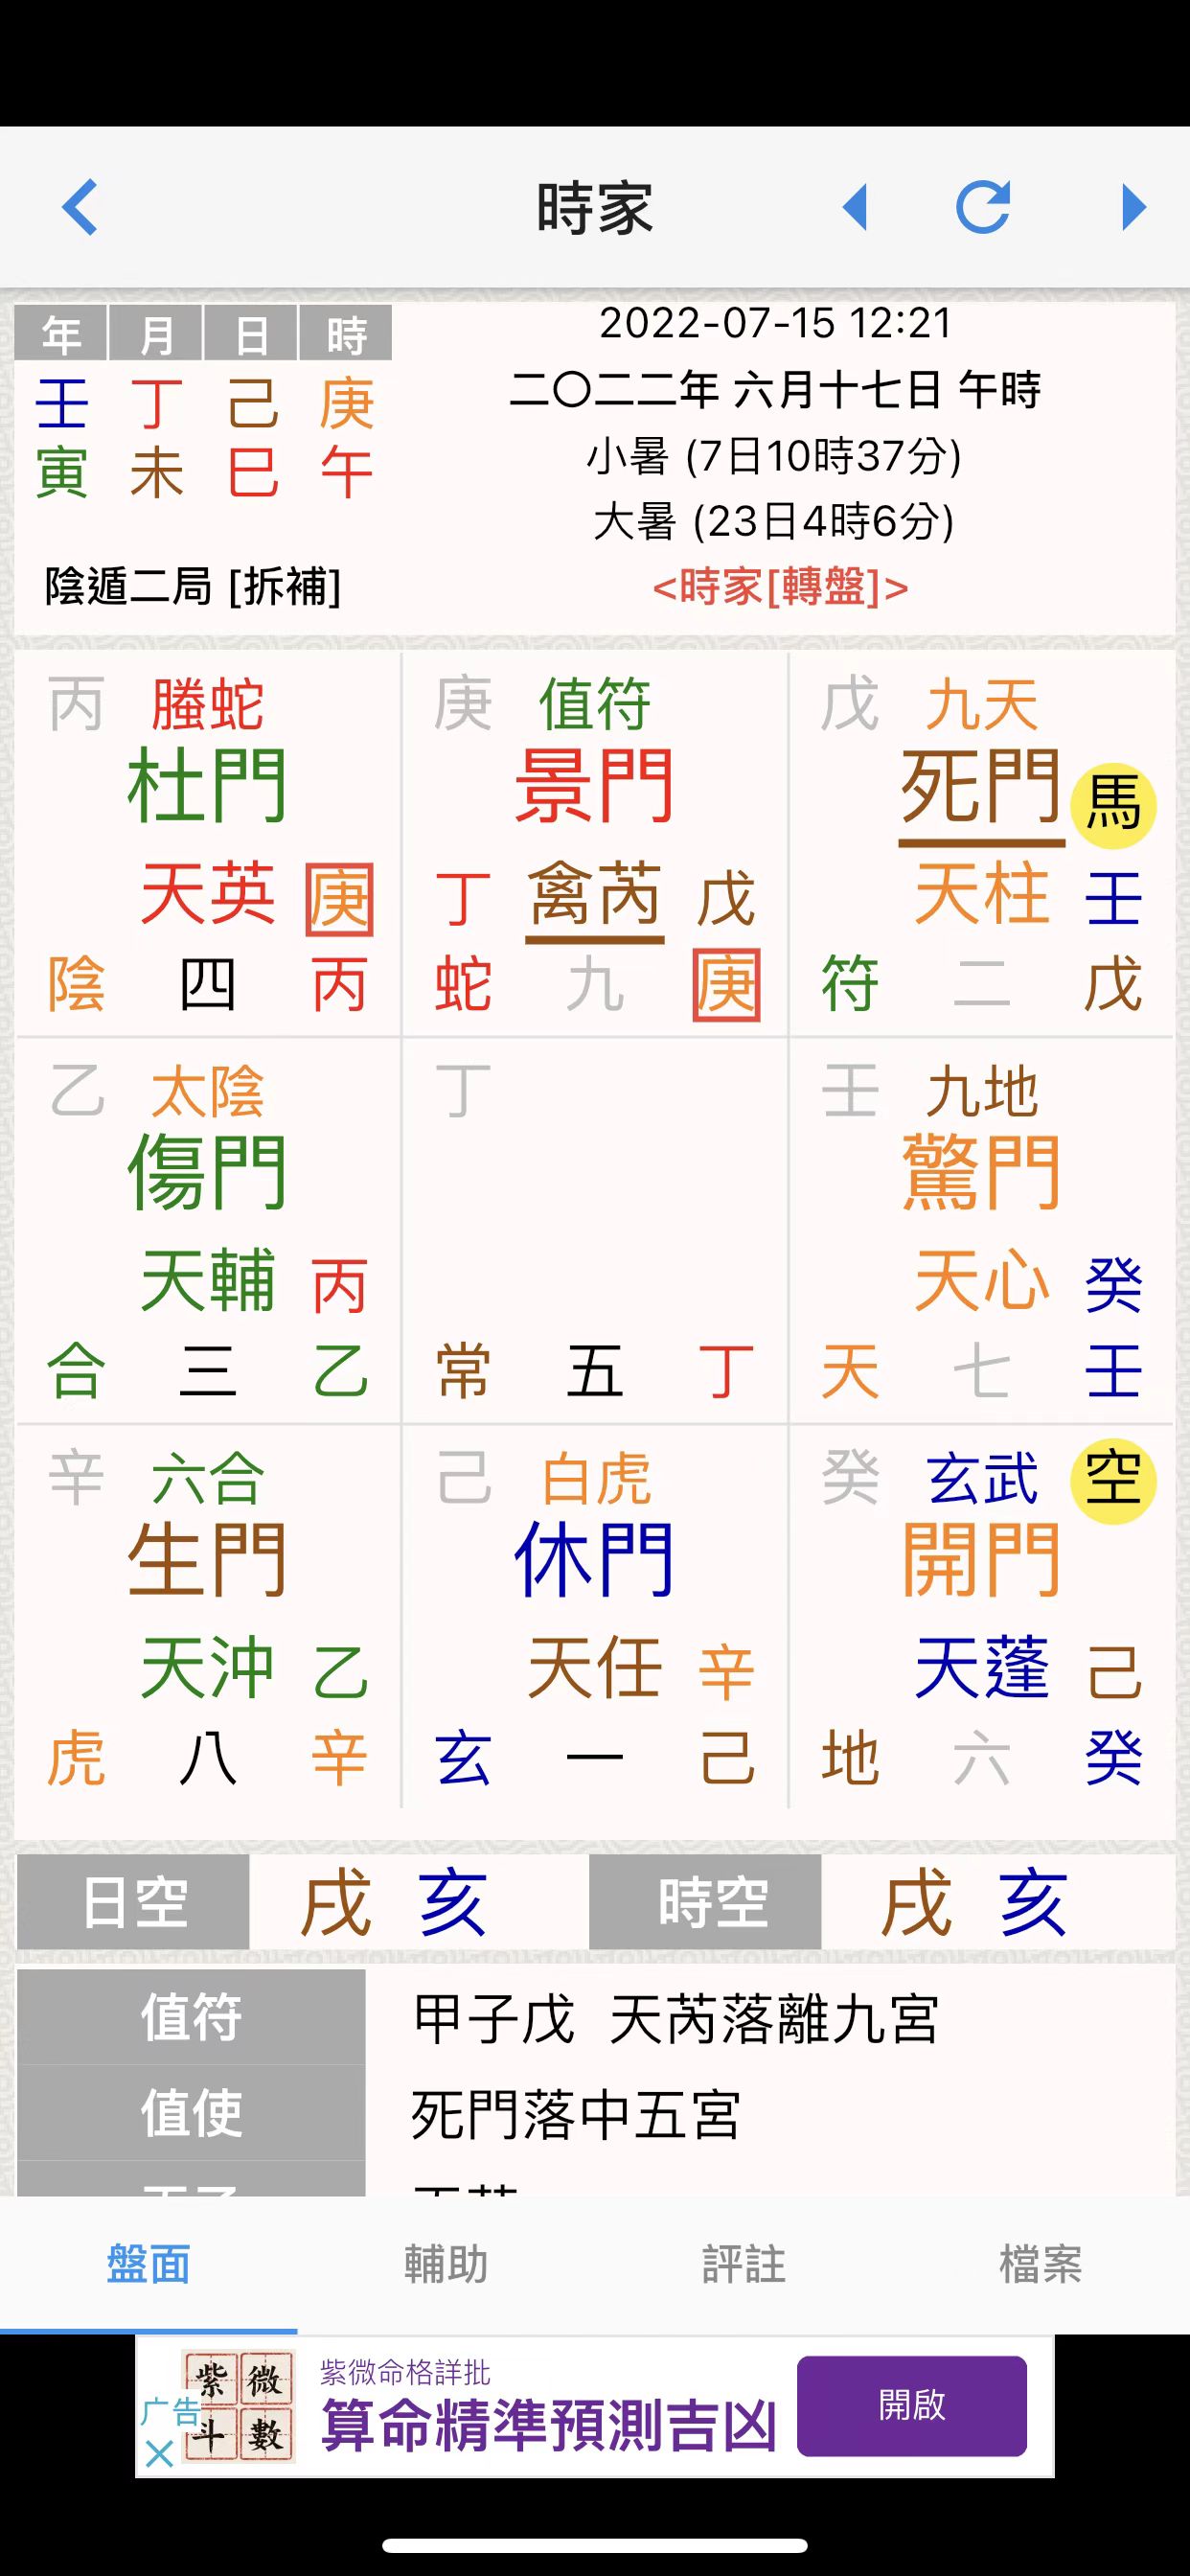 時家
年 月 日 時
壬 丁 己 庚
寅 未 巳 午
陰遁二局 [拆補]
2022-07-15 12:21
二〇二二年 六月十七日 午時
小暑 (7日10時37分)
大暑 (23日4時6分)
<時家[轉盤]>
丙 螣蛇
杜門
天英 庚
陰 四 丙
庚 值符
景門
丁 禽芮 戊
蛇 九 庚
戊 九天
死門 馬
天柱 壬
符 二 戊
乙 太陰
傷門
天輔 丙
合 三 乙
丁
常 五 丁
壬 九地
驚門
天心 癸
天 七 壬
辛 六合
生門
天沖 乙
虎 八 辛
己 白虎
休門
天任 辛
玄 一 己
癸 玄武 空
開門
天蓬 己
地 六 癸
日空 戌 亥 時空 戌 亥
值符 甲子戊 天芮落離九宮
值使 死門落中五宮
盤面 輔助 評註 檔案
广告
紫微斗數
紫微命格詳批
算命精準預測吉凶
開啟